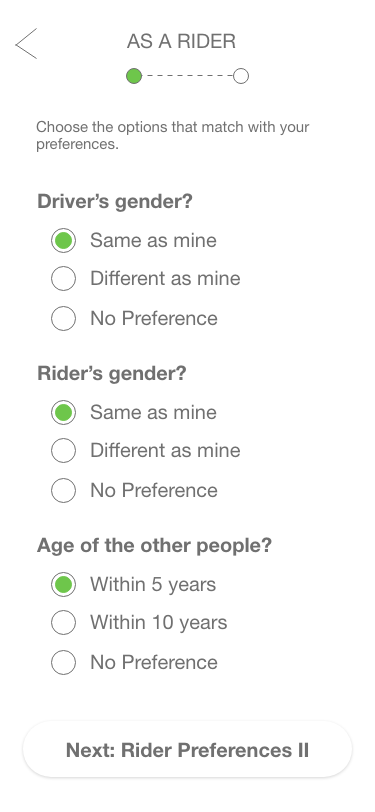 AS A RIDER
Choose the options that match with your
preferences.
Driver’s gender?
Same as mine
Different as mine
No Preference
Rider’s gender?
Same as mine
Different as mine
No Preference
Age of the other people?
Within 5 years
Within 10 years
No Preference
Next: Rider Preferences II